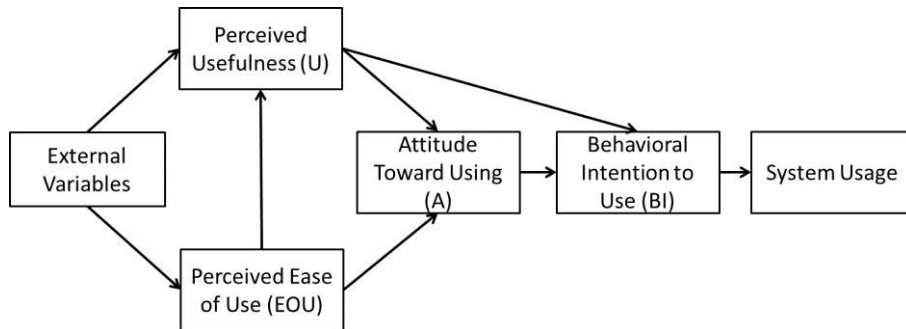 Perceived
Usefulness (U)
External
Variables
Attitude
Toward Using
(A)
Behavioral
Intention to
Use (BI)
System Usage
Perceived Ease
of Use (EOU)